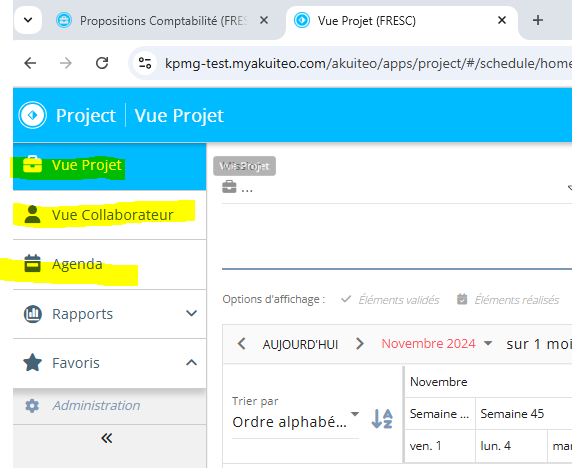 Propositions Comptabilité (FRESC
Vue Projet (FRESC)
kpmg-test.myakuiteo.com/akuiteo/apps/project/#/schedule/home
Project Vue Projet
Vue Projet
Vue Projet
...
Vue Collaborateur
Agenda
Options d'affichage : Éléments validés Éléments réalisés
Rapports
AUJOURD'HUI Novembre 2024 sur 1 moi
Favoris
Novembre
Trier par
Ordre alphabé...
Semaine ... Semaine 45
Administration
ven. 1 lun. 4 mar